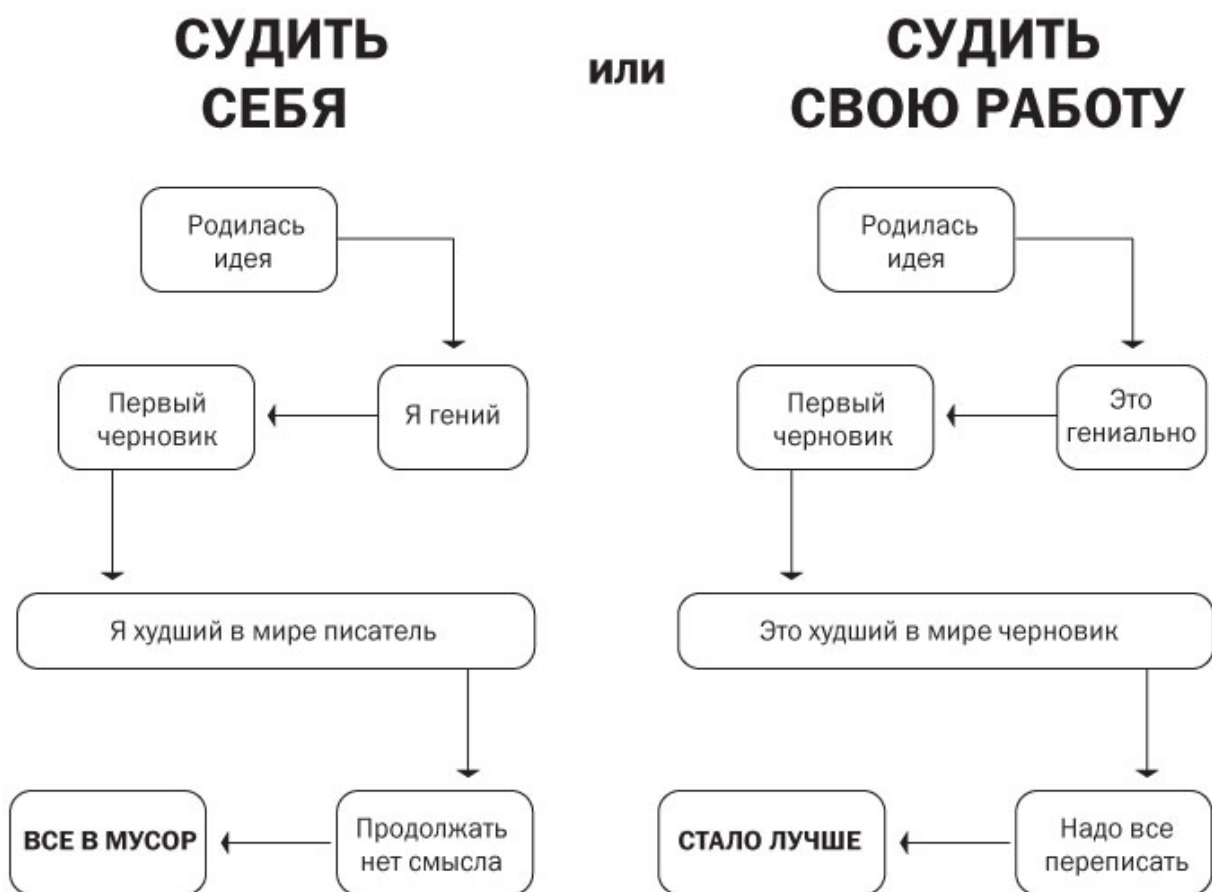 СУДИТЬ
СЕБЯ
или
СУДИТЬ
СВОЮ РАБОТУ
Родилась
идея
Я гений
Первый
черновик
Я худший в мире писатель
Продолжать
нет смысла
ВСЕ В МУСОР
Родилась
идея
Это
гениально
Первый
черновик
Это худший в мире черновик
Надо все
переписать
СТАЛО ЛУЧШЕ